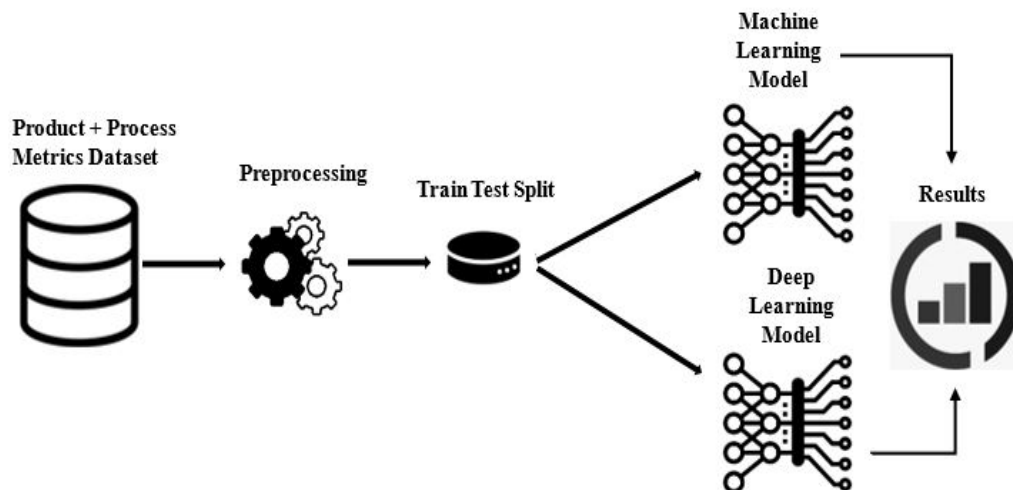 Product + Process
Metrics Dataset
Preprocessing
Train Test Split
Machine
Learning
Model
Deep
Learning
Model
Results